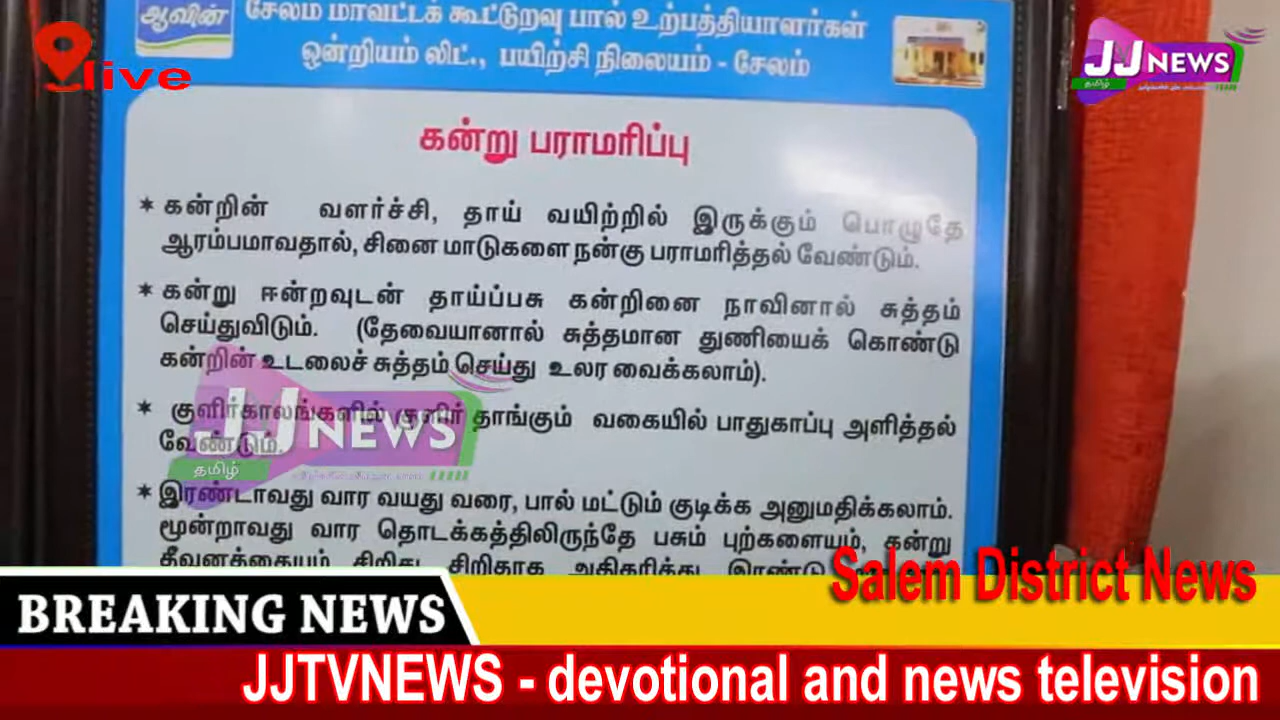 ஆவின்
சேலம் மாவட்டக் கூட்டுறவு பால் உற்பத்தியாளர்கள்
ஒன்றியம் லிட்., பயிற்சி நிலையம் - சேலம்
live
JJ NEWS
தமிழ்
கன்று பராமரிப்பு
* கன்றின் வளர்ச்சி, தாய் வயிற்றில் இருக்கும் பொழுதே
ஆரம்பமாவதால், சினை மாடுகளை நன்கு பராமரித்தல் வேண்டும்.
* கன்று ஈன்றவுடன் தாய்ப்பசு கன்றினை நாவினால் சுத்தம்
செய்துவிடும். (தேவையானால் சுத்தமான துணியைக் கொண்டு
கன்றின் உடலைச் சுத்தம் செய்து உலர வைக்கலாம்).
* குளிர்காலங்களில் குளிர் தாங்கும் வகையில் பாதுகாப்பு அளித்தல்
வேண்டும்.
JJ NEWS
தமிழ்
* இரண்டாவது வார வயது வரை, பால் மட்டும் குடிக்க அனுமதிக்கலாம்.
மூன்றாவது வார தொடக்கத்திலிருந்தே பசும் புற்களையும், கன்று
தீவனத்தையும் சிறிது சிறிதாக அதிகரித்து இரண்டு
Salem District News
BREAKING NEWS
JJTVNEWS - devotional and news television